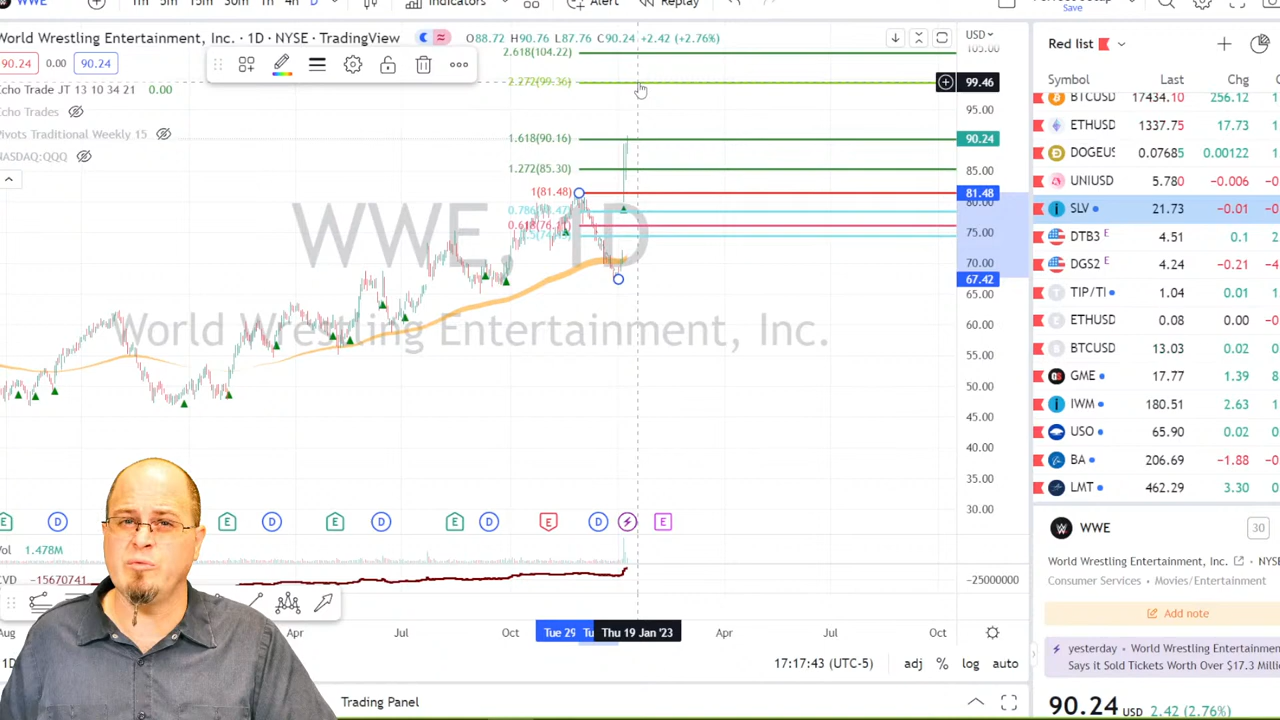 WWE
1m 5m 15m 30m 1h 4h D
Indicators
Alert
Replay
Save
World Wrestling Entertainment, Inc. · 1D · NYSE · TradingView
O88.72 H90.76 L87.76 C90.24 +2.42 (+2.76%)
90.24 0.00 90.24
Echo Trade JT 13 10 34 21 0.00
Echo Trades
Pivots Traditional Weekly 15
NASDAQ:QQQ
2.618(104.22)
2.272(99.36)
1.618(90.16)
1.272(85.30)
1(81.48)
USD
105.00
99.46
95.00
90.24
85.00
81.48
80.00
75.00
70.00
67.42
65.00
60.00
55.00
50.00
45.00
40.00
35.00
30.00
−25000000
WWE, 1D
World Wrestling Entertainment, Inc.
E D E D E D E D E D E
Vol 1.478M
CVD −15670741
Aug Apr Jul Oct Tue 29 Tu Thu 19 Jan '23 Apr Jul Oct
17:17:43 (UTC-5) adj % log auto
Trading Panel
Red list
Symbol Last Chg
BTCUSD 17434.10 256.12
ETHUSD 1337.75 17.73
DOGEUS 0.07685 0.00122
UNIUSD 5.780 −0.006
SLV 21.73 −0.01
DTB3 E 4.51 0.1
DGS2 E 4.24 −0.21
TIP/TI 1.04 0.01
ETHUSD 0.08 0.00
BTCUSD 13.03 0.02
GME 17.77 1.39
IWM 180.51 2.63
USO 65.90 0.02
BA 206.69 −1.88
LMT 462.29 3.30
WWE
30
World Wrestling Entertainment, Inc. · NYSE
Consumer Services · Movies/Entertainment
Add note
yesterday · World Wrestling Entertainment
Says it Sold Tickets Worth Over $17.3
90.24 USD 2.42 (2.76%)